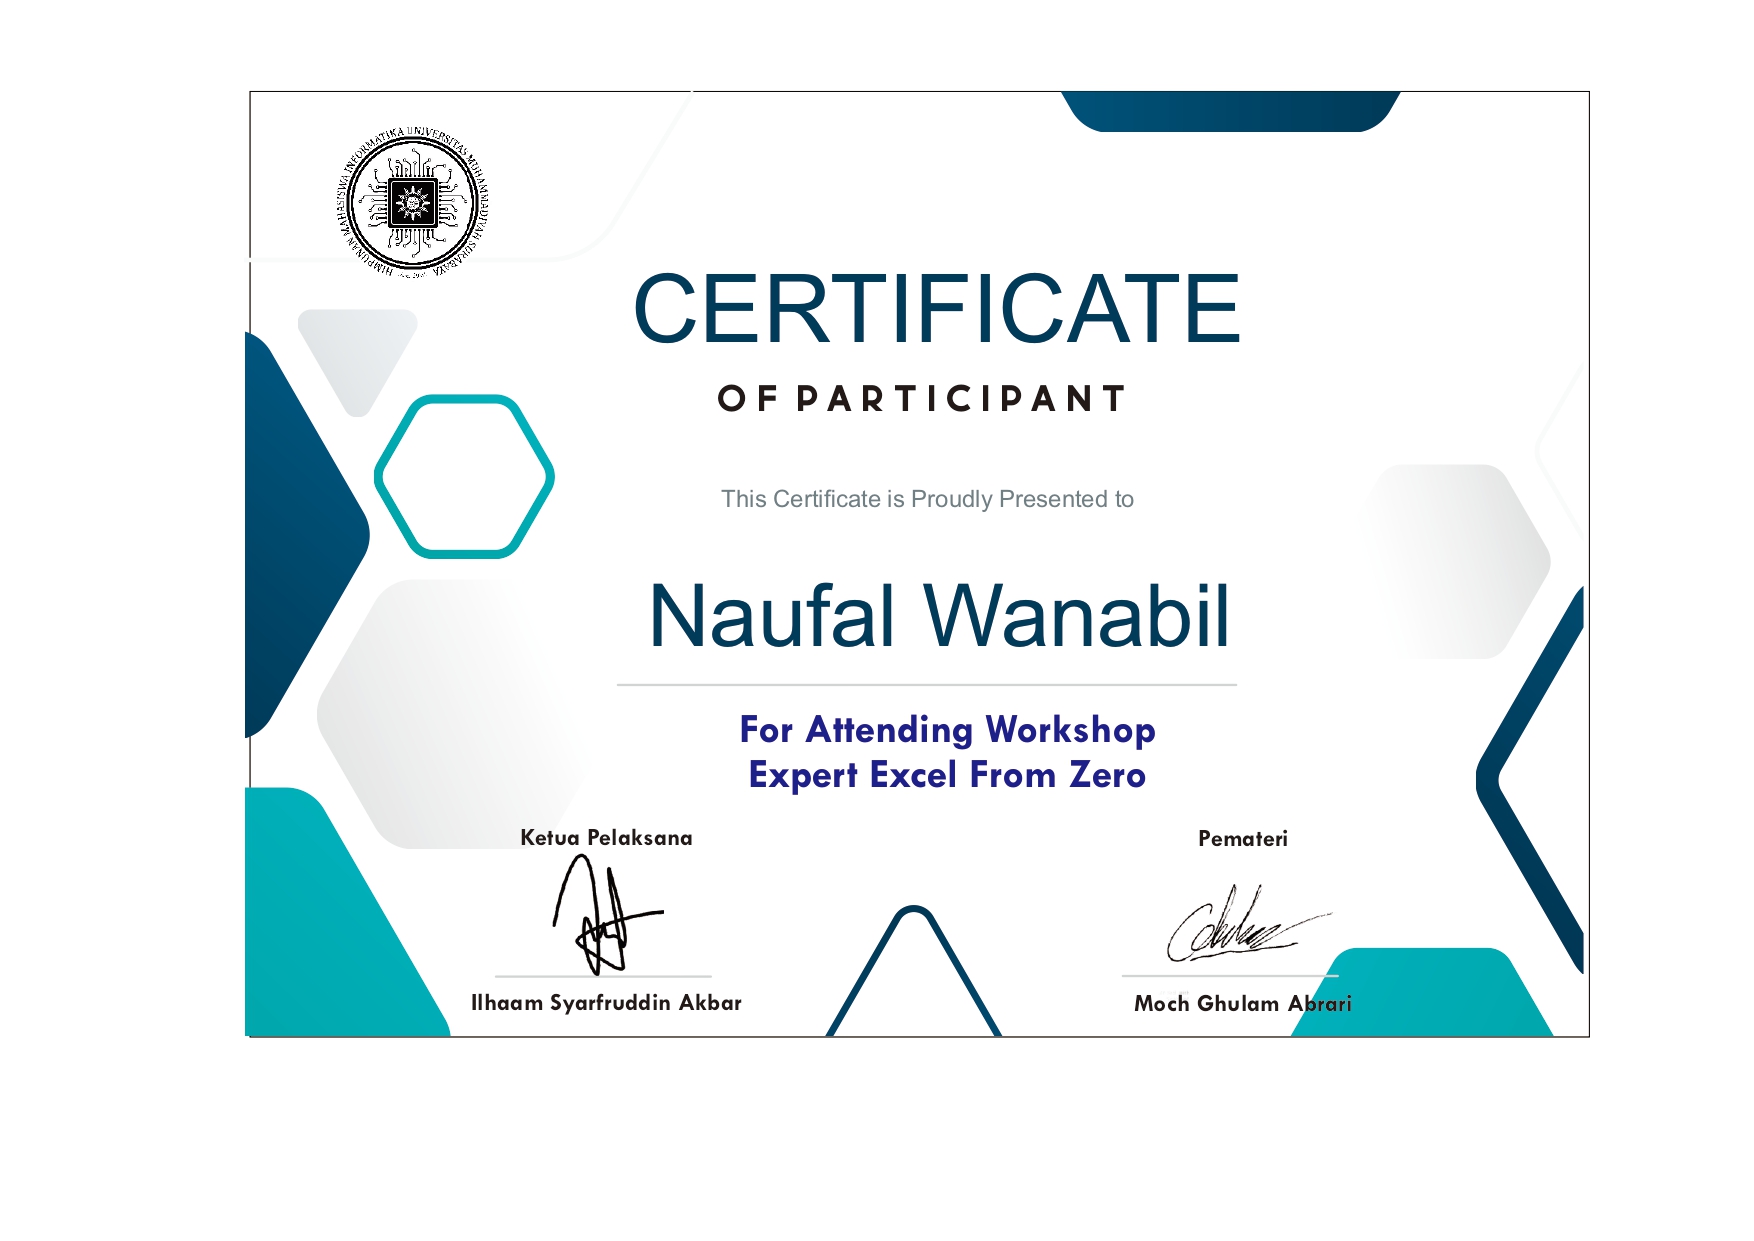 HIMPUNAN MAHASISWA INFORMATIKA UNIVERSITAS MUHAMMADIYAH SURABAYA
CERTIFICATE
OF PARTICIPANT
This Certificate is Proudly Presented to
Naufal Wanabil
For Attending Workshop
Expert Excel From Zero
Ketua Pelaksana
Pemateri
Ilhaam Syarfruddin Akbar
Moch Ghulam Abrari